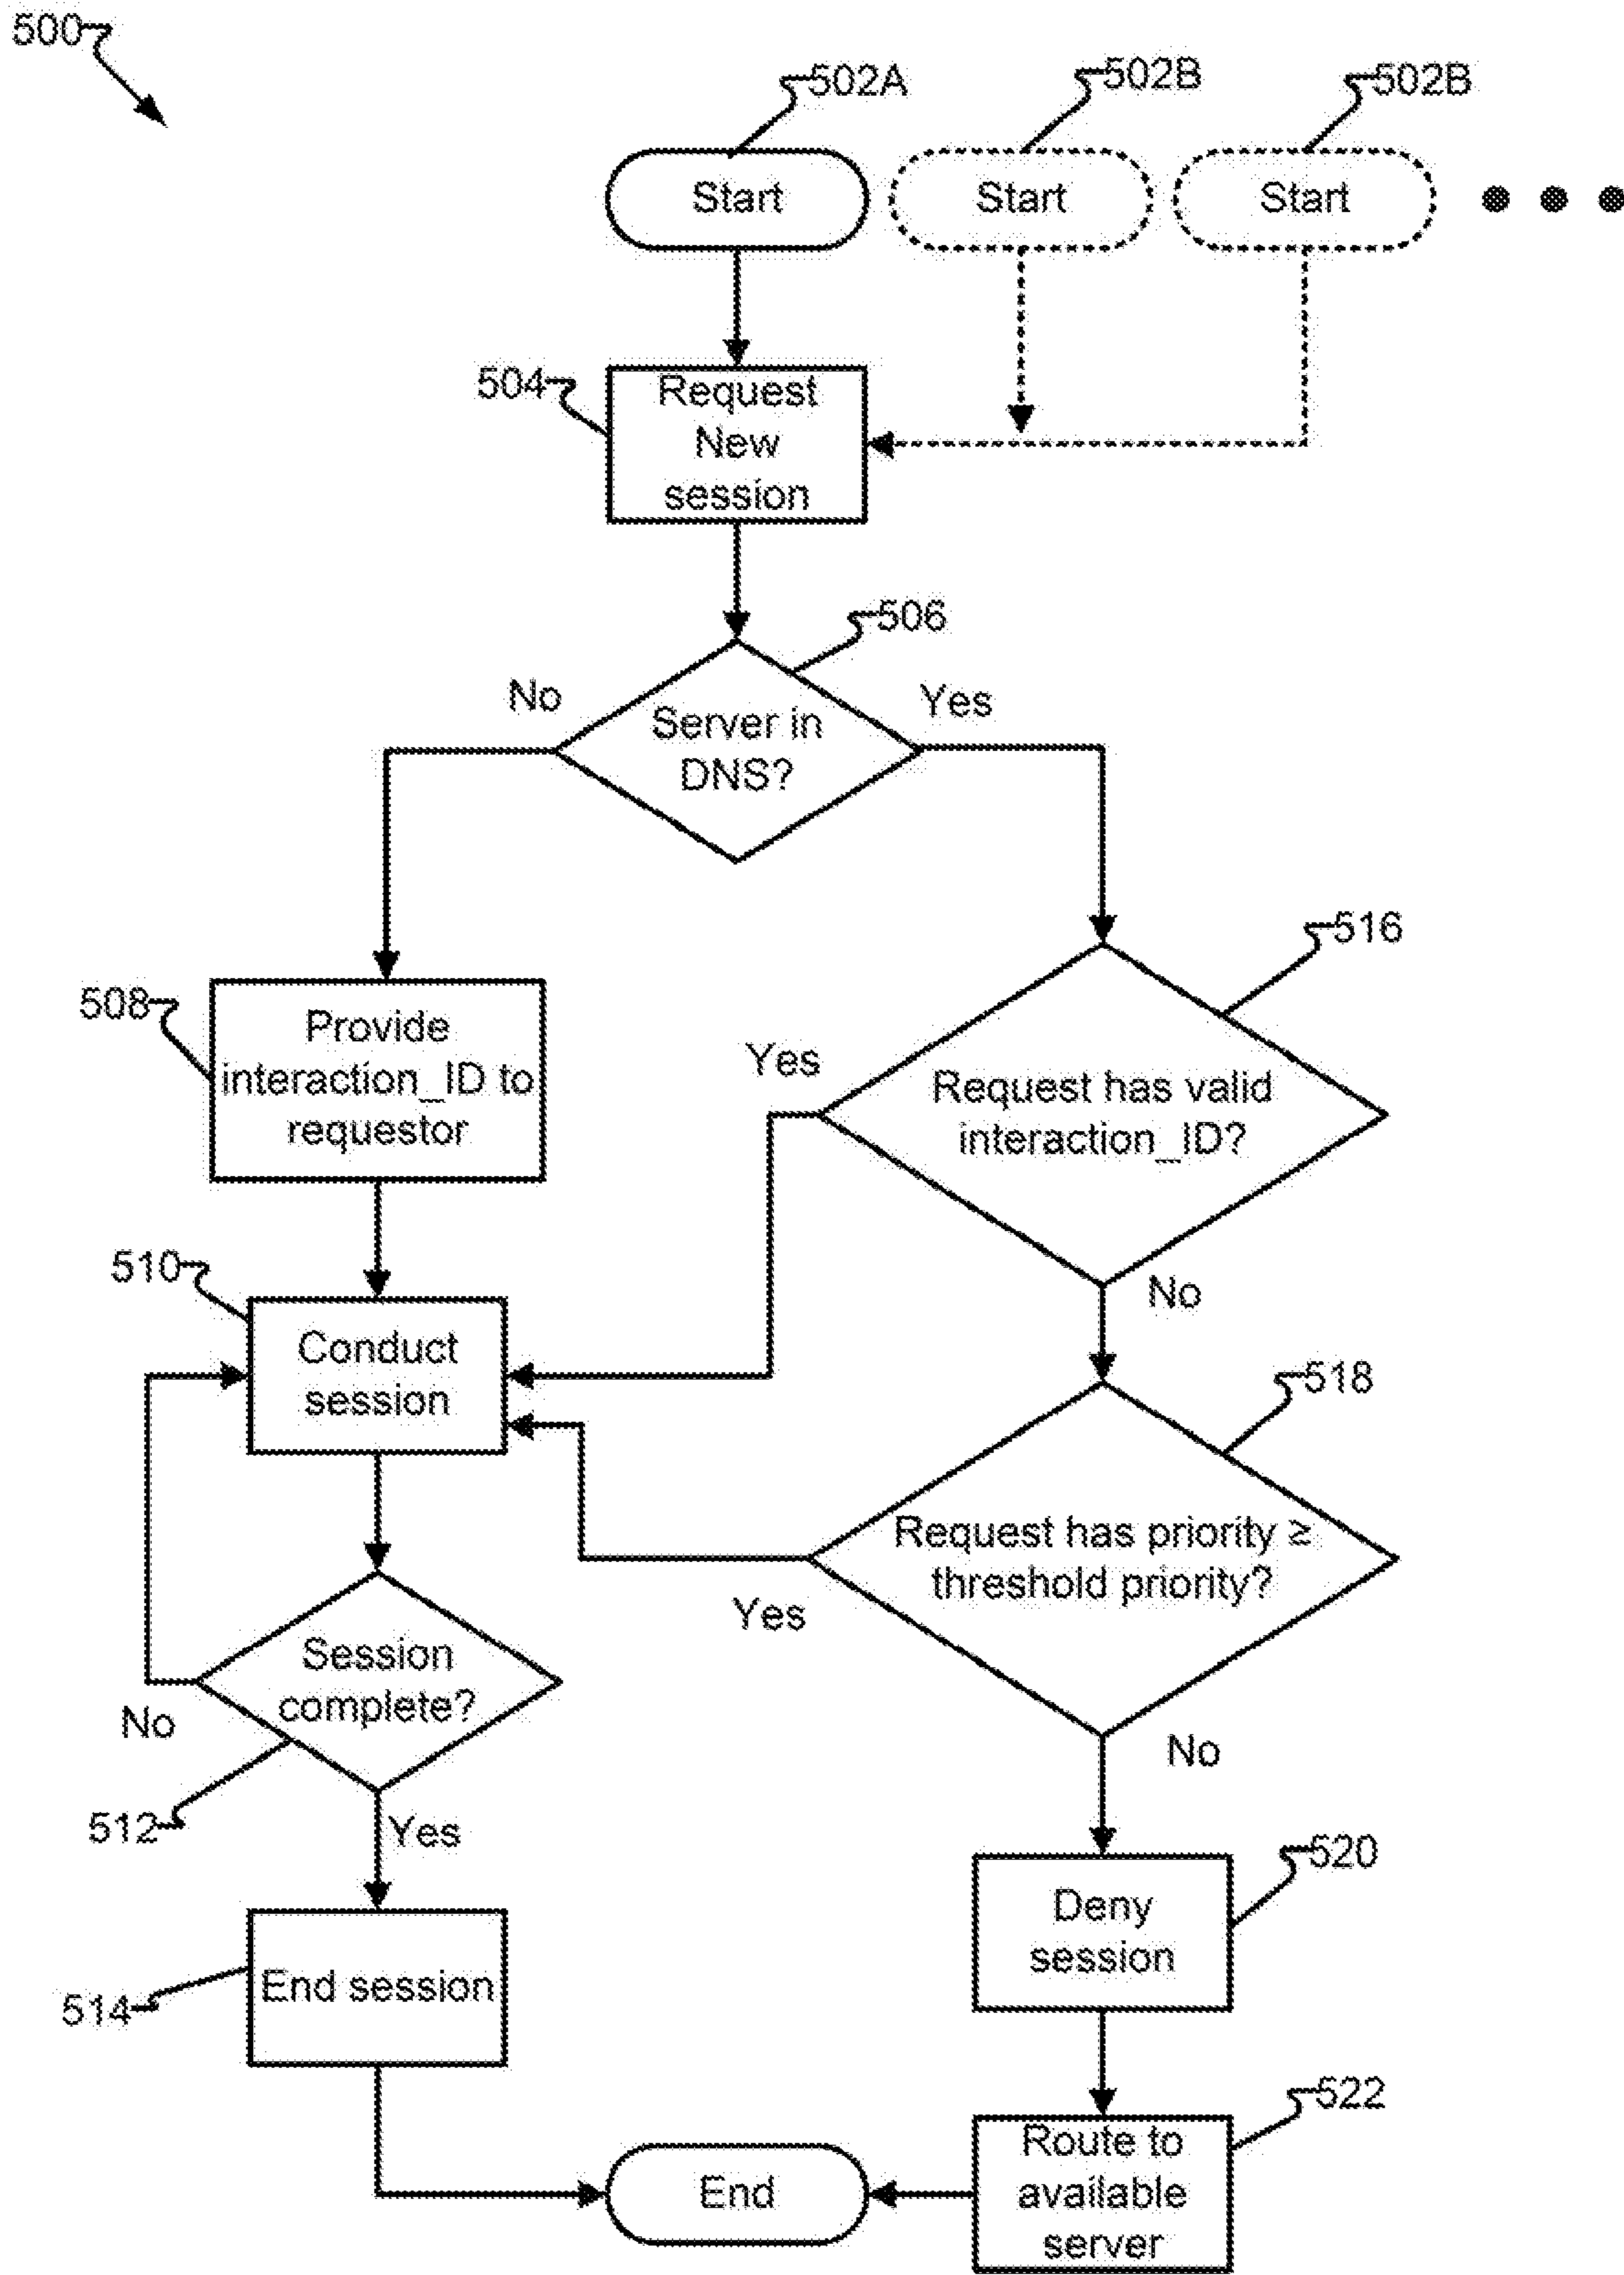 500
502A
502B
502B
Start
Start
Start
504
Request
New
session
506
No
Yes
Server in
DNS?
516
508
Provide
interaction_ID to
requestor
Yes
Request has valid
interaction_ID?
510
No
Conduct
session
518
Request has priority ≥
threshold priority?
Yes
Session
complete?
No
No
512
Yes
520
Deny
session
End session
514
522
Route to
available
server
End